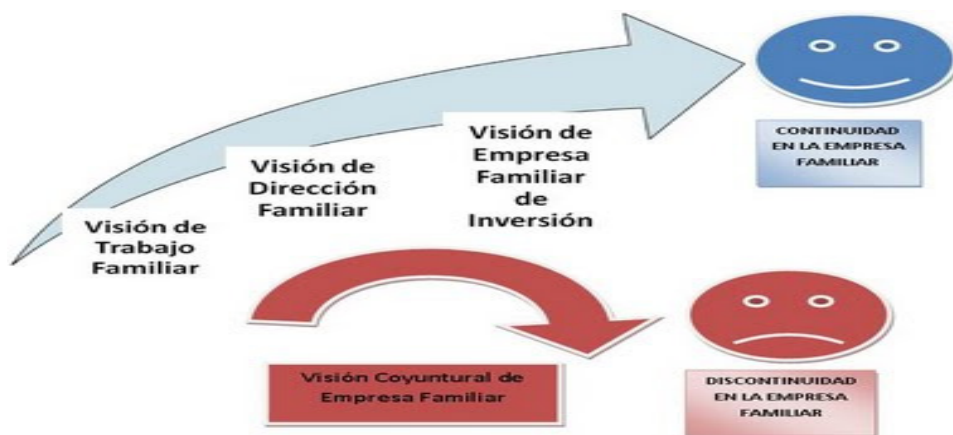 Visión de
Trabajo
Familiar
Visión de
Dirección
Familiar
Visión de
Empresa
Familiar
de
Inversión
CONTINUIDAD
EN LA EMPRESA
FAMILIAR
Visión Coyuntural de
Empresa Familiar
DISCONTINUIDAD
EN LA EMPRESA
FAMILIAR